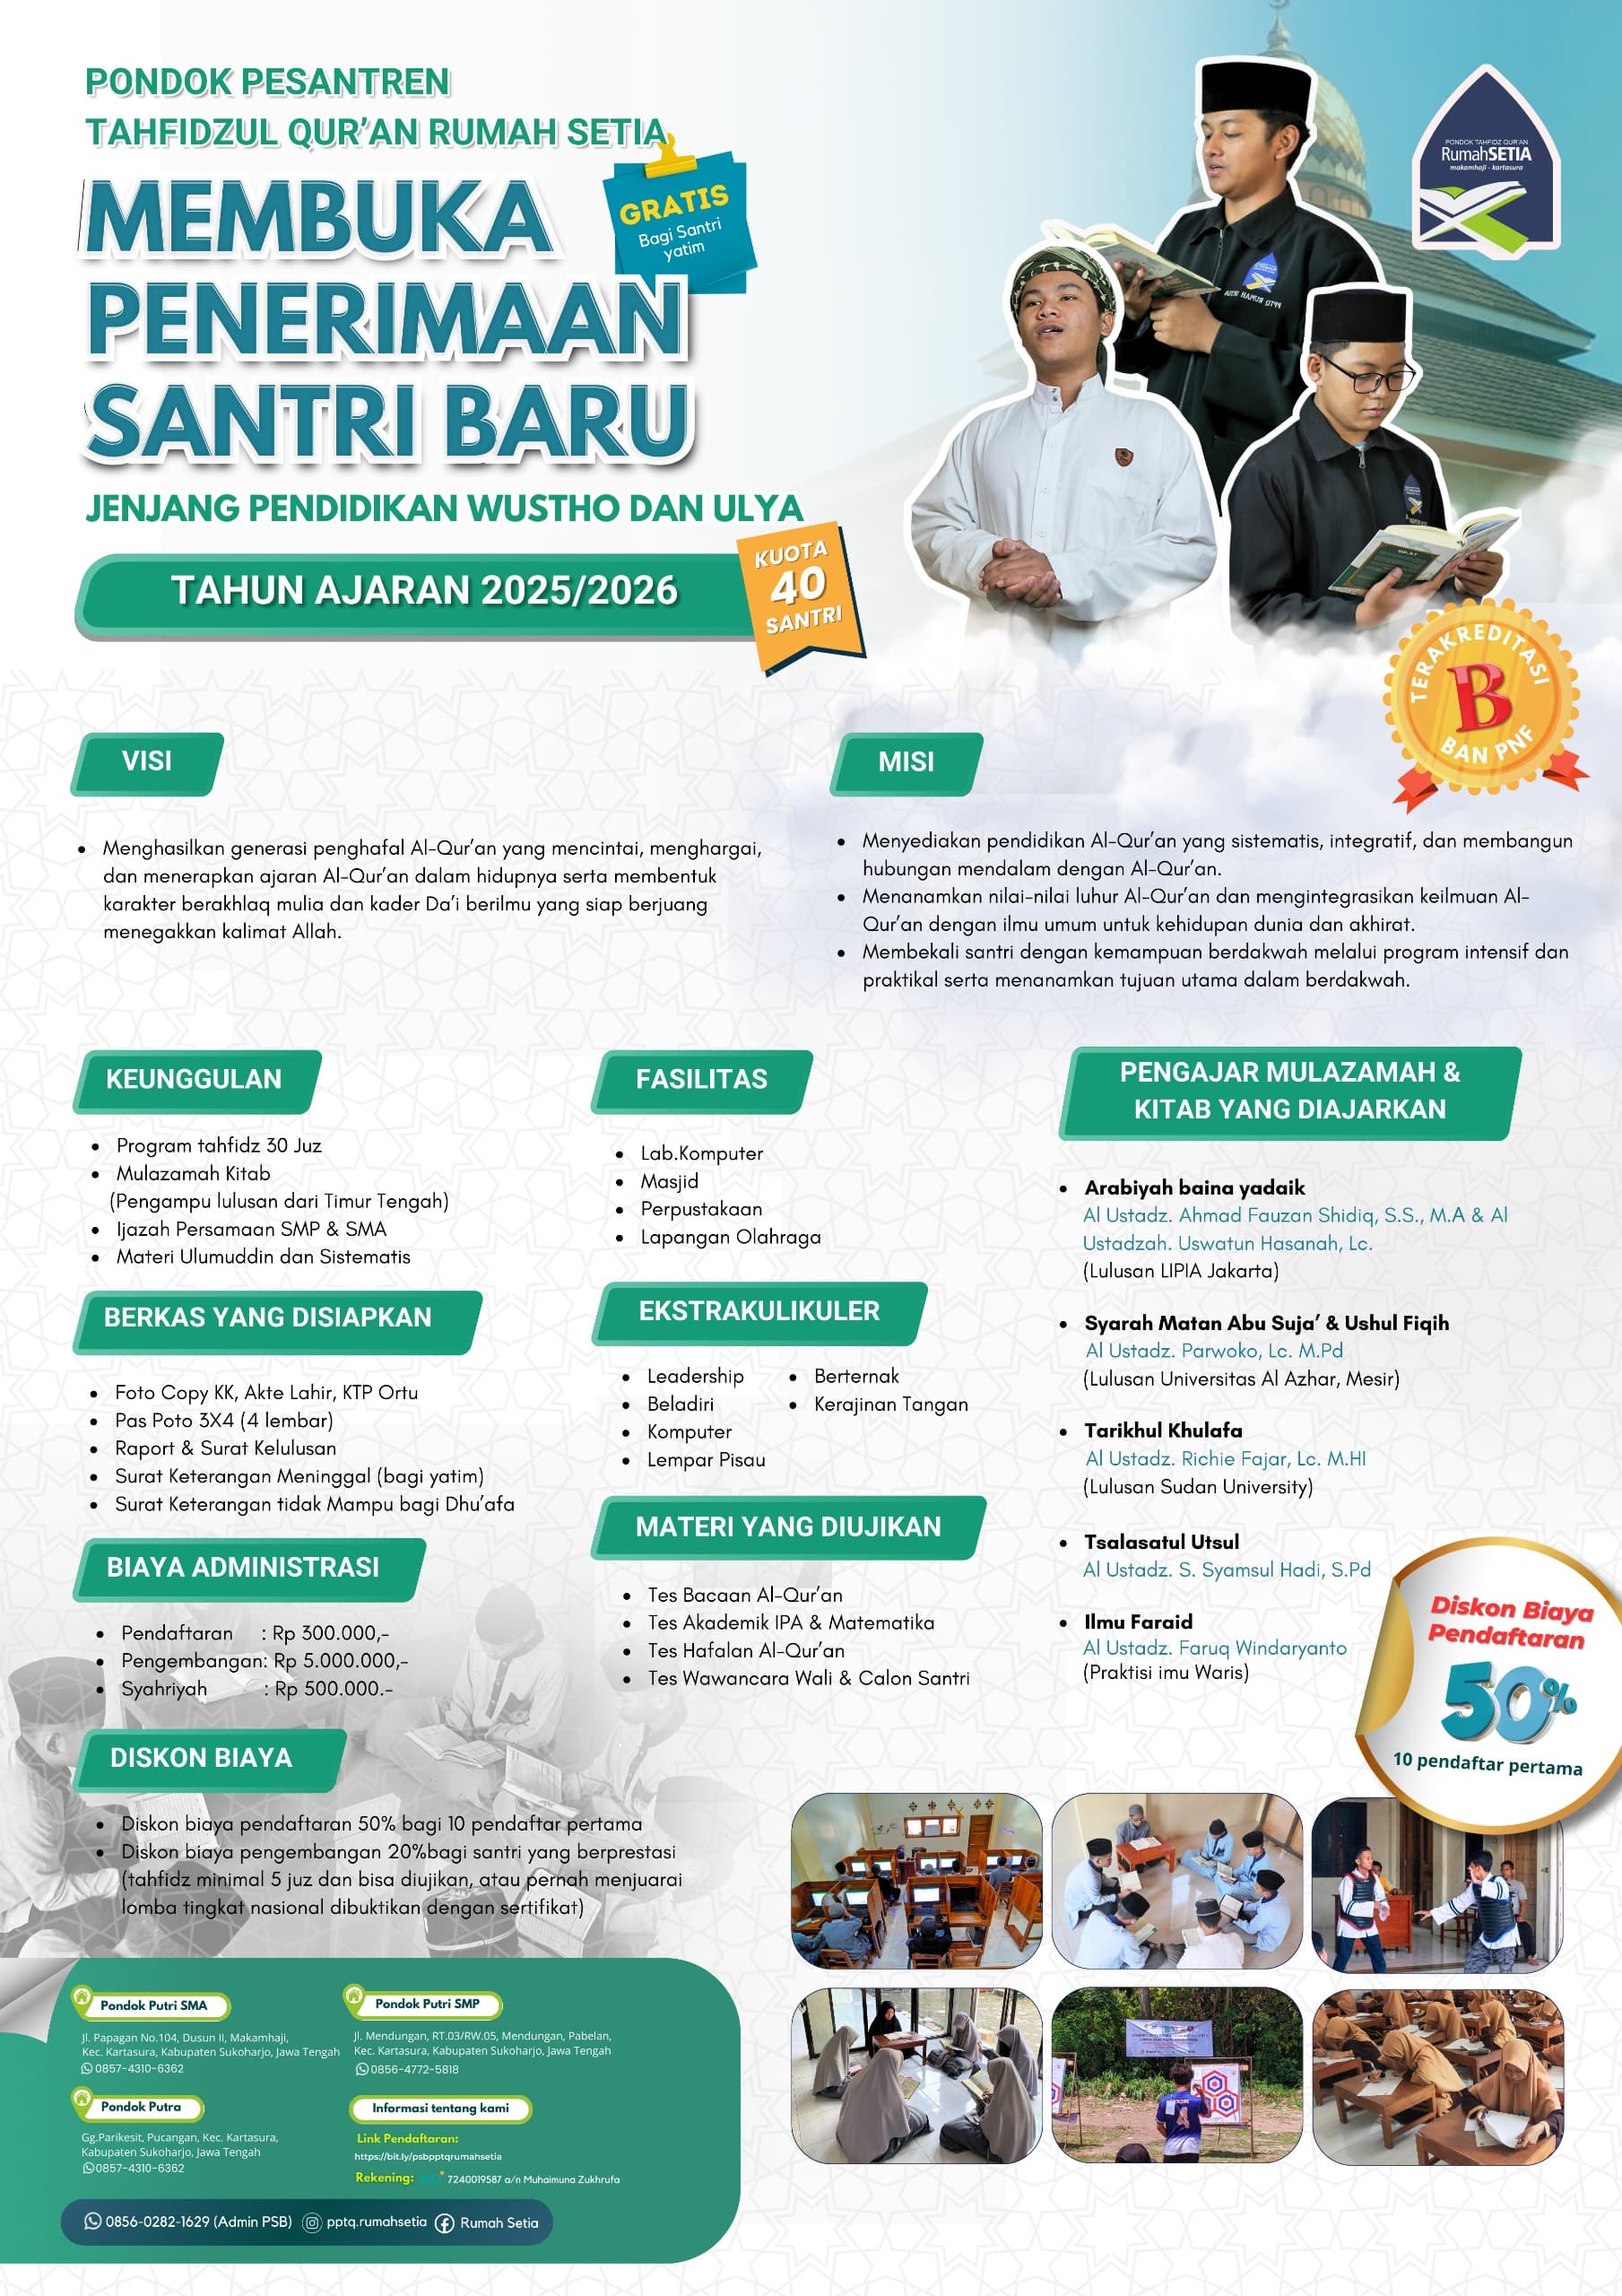 PONDOK PESANTREN
TAHFIDZUL QUR'AN RUMAH SETIA
GRATIS
Bagi Santri
yatim
MEMBUKA
PENERIMAAN
SANTRI BARU
JENJANG PENDIDIKAN WUSTHO DAN ULYA
TAHUN AJARAN 2025/2026
KUOTA
40
SANTRI
PONDOK TAHFIDZ QUR'AN
RumahSETIA
makamhaji - kartasura
TERAKREDITASI
B
BAN PNF
VISI
• Menghasilkan generasi penghafal Al-Qur'an yang mencintai, menghargai,
dan menerapkan ajaran Al-Qur'an dalam hidupnya serta membentuk
karakter berakhlaq mulia dan kader Da'i berilmu yang siap berjuang
menegakkan kalimat Allah.
MISI
• Menyediakan pendidikan Al-Qur'an yang sistematis, integratif, dan membangun
hubungan mendalam dengan Al-Qur'an.
• Menanamkan nilai-nilai luhur Al-Qur'an dan mengintegrasikan keilmuan Al-
Qur'an dengan ilmu umum untuk kehidupan dunia dan akhirat.
• Membekali santri dengan kemampuan berdakwah melalui program intensif dan
praktikal serta menanamkan tujuan utama dalam berdakwah.
KEUNGGULAN
• Program tahfidz 30 Juz
• Mulazamah Kitab
(Pengampu lulusan dari Timur Tengah)
• Ijazah Persamaan SMP & SMA
• Materi Ulumuddin dan Sistematis
BERKAS YANG DISIAPKAN
• Foto Copy KK, Akte Lahir, KTP Ortu
• Pas Poto 3X4 (4 lembar)
• Raport & Surat Kelulusan
• Surat Keterangan Meninggal (bagi yatim)
• Surat Keterangan tidak Mampu bagi Dhu'afa
BIAYA ADMINISTRASI
• Pendaftaran : Rp 300.000,-
• Pengembangan: Rp 5.000.000,-
• Syahriyah : Rp 500.000.-
DISKON BIAYA
• Diskon biaya pendaftaran 50% bagi 10 pendaftar pertama
• Diskon biaya pengembangan 20%bagi santri yang berprestasi
(tahfidz minimal 5 juz dan bisa diujikan, atau pernah menjuarai
lomba tingkat nasional dibuktikan dengan sertifikat)
FASILITAS
• Lab.Komputer
• Masjid
• Perpustakaan
• Lapangan Olahraga
EKSTRAKULIKULER
• Leadership
• Beladiri
• Komputer
• Lempar Pisau
• Berternak
• Kerajinan Tangan
MATERI YANG DIUJIKAN
• Tes Bacaan Al-Qur'an
• Tes Akademik IPA & Matematika
• Tes Hafalan Al-Qur'an
• Tes Wawancara Wali & Calon Santri
PENGAJAR MULAZAMAH &
KITAB YANG DIAJARKAN
• Arabiyah baina yadaik
Al Ustadz. Ahmad Fauzan Shidiq, S.S., M.A & Al
Ustadzah. Uswatun Hasanah, Lc.
(Lulusan LIPIA Jakarta)
• Syarah Matan Abu Suja' & Ushul Fiqih
Al Ustadz. Parwoko, Lc. M.Pd
(Lulusan Universitas Al Azhar, Mesir)
• Tarikhul Khulafa
Al Ustadz. Richie Fajar, Lc. M.HI
(Lulusan Sudan University)
• Tsalasatul Utsul
Al Ustadz. S. Syamsul Hadi, S.Pd
• Ilmu Faraid
Al Ustadz. Faruq Windaryanto
(Praktisi imu Waris)
Diskon Biaya
Pendaftaran
50%
10 pendaftar pertama
Pondok Putri SMA
Jl. Papagan No.104, Dusun II, Makamhaji,
Kec. Kartasura, Kabupaten Sukoharjo, Jawa Tengah
0857-4310-6362
Pondok Putri SMP
Jl. Mendungan, RT.03/RW.05, Mendungan, Pabelan,
Kec. Kartasura, Kabupaten Sukoharjo, Jawa Tengah
0856-4772-5818
Pondok Putra
Gg.Parikesit, Pucangan, Kec. Kartasura,
Kabupaten Sukoharjo, Jawa Tengah
0857-4310-6362
Informasi tentang kami
Link Pendaftaran:
https://bit.ly/psbpptqrumahsetia
Rekening: 7240019587 a/n Muhaimuna Zukhrufa
0856-0282-1629 (Admin PSB) pptq.rumahsetia Rumah Setia